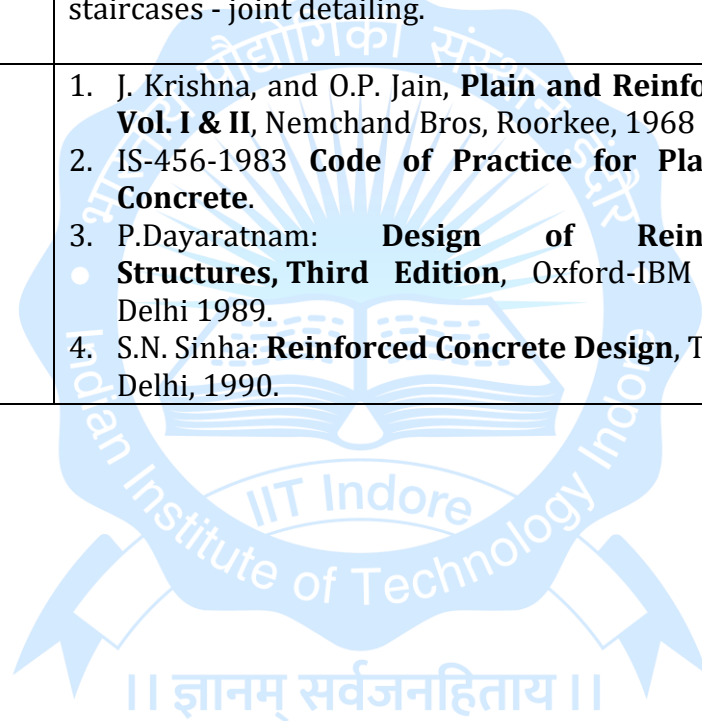 staircases - joint detailing.
1. J. Krishna, and O.P. Jain, Plain and Reinfo
Vol. I & II, Nemchand Bros, Roorkee, 1968
2. IS-456-1983 Code of Practice for Pla
Concrete.
3. P.Dayaratnam: Design of Rein
Structures, Third Edition, Oxford-IBM
Delhi 1989.
4. S.N. Sinha: Reinforced Concrete Design, T
Delhi, 1990.
भारतीय प्रौद्योगिकी संस्थान इंदौर
Indian Institute of Technology Indore
IIT Indore
।। ज्ञानम् सर्वजनहिताय ।।